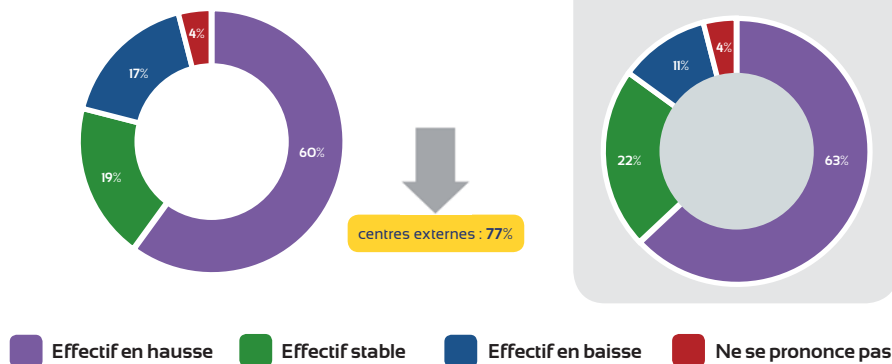 4%
17%
60%
19%
centres externes : 77%
4%
11%
63%
22%
Effectif en hausse
Effectif stable
Effectif en baisse
Ne se prononce pas